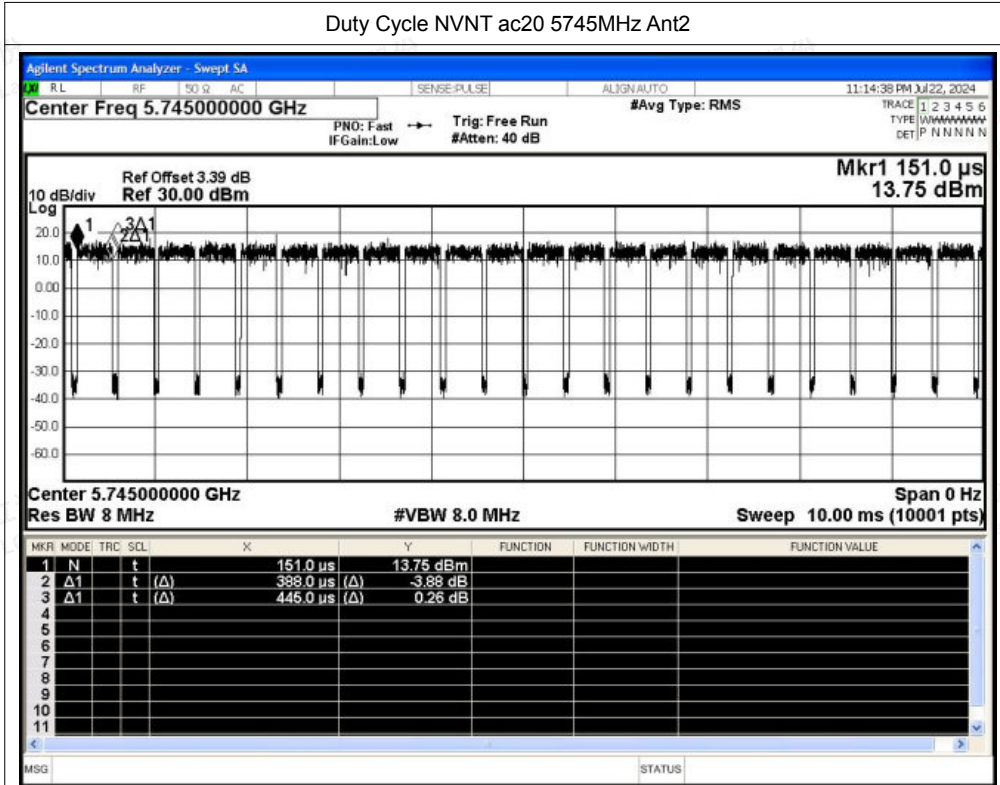 Duty Cycle NVNT ac20 5745MHz Ant2
Agilent Spectrum Analyzer - Swept SA
RL RF 50 Ω AC SENSE:PULSE ALIGN AUTO 11:14:38 PM Jul 22, 2024
Center Freq 5.745000000 GHz #Avg Type: RMS TRACE 1 2 3 4 5 6
PNO: Fast Trig: Free Run TYPE
IFGain:Low #Atten: 40 dB DET P N N N N N
Mkr1 151.0 µs
Ref Offset 3.39 dB
10 dB/div Ref 30.00 dBm 13.75 dBm
Log
1 3Δ1
20.0 2Δ1
10.0
0.00
-10.0
-20.0
-30.0
-40.0
-50.0
-60.0
Center 5.745000000 GHz Span 0 Hz
Res BW 8 MHz #VBW 8.0 MHz Sweep 10.00 ms (10001 pts)
MKR MODE TRC SCL X Y FUNCTION FUNCTION WIDTH FUNCTION VALUE
1 N t 151.0 µs 13.75 dBm
2 Δ1 t (Δ) 388.0 µs (Δ) -3.88 dB
3 Δ1 t (Δ) 445.0 µs (Δ) 0.26 dB
4
5
6
7
8
9
10
11
MSG STATUS